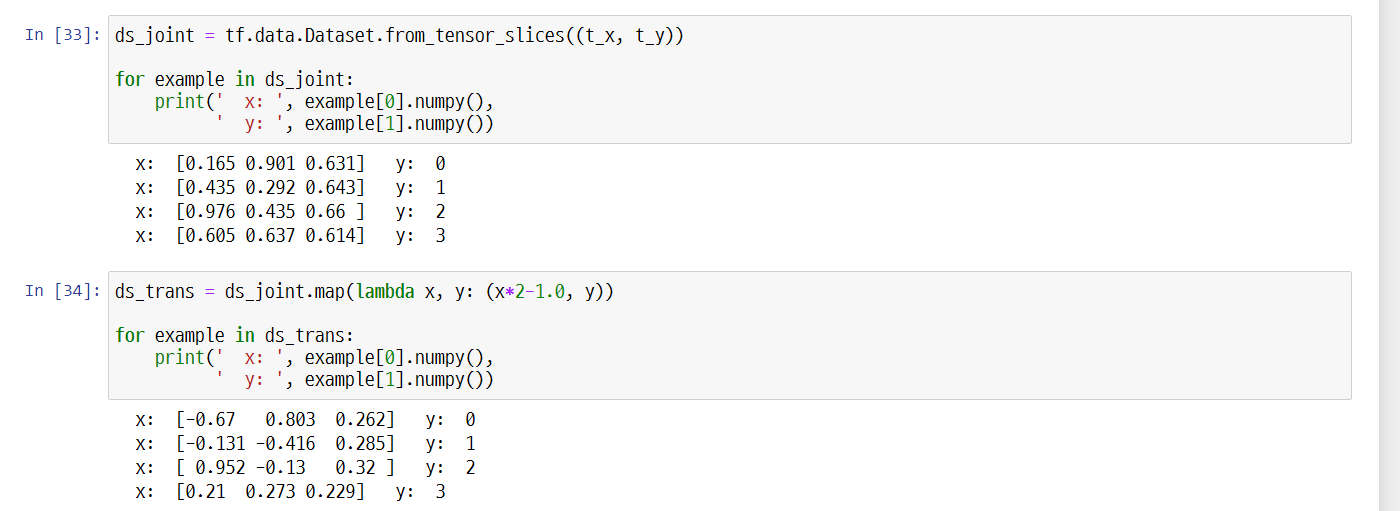 In [33]: ds_joint = tf.data.Dataset.from_tensor_slices((t_x, t_y))
for example in ds_joint:
    print('  x: ', example[0].numpy(),
          '  y: ', example[1].numpy())
  x:  [0.165 0.901 0.631]   y:  0
  x:  [0.435 0.292 0.643]   y:  1
  x:  [0.976 0.435 0.66 ]   y:  2
  x:  [0.605 0.637 0.614]   y:  3
In [34]: ds_trans = ds_joint.map(lambda x, y: (x*2-1.0, y))
for example in ds_trans:
    print('  x: ', example[0].numpy(),
          '  y: ', example[1].numpy())
  x:  [-0.67   0.803  0.262]   y:  0
  x:  [-0.131 -0.416  0.285]   y:  1
  x:  [ 0.952 -0.13   0.32 ]   y:  2
  x:  [0.21  0.273 0.229]   y:  3